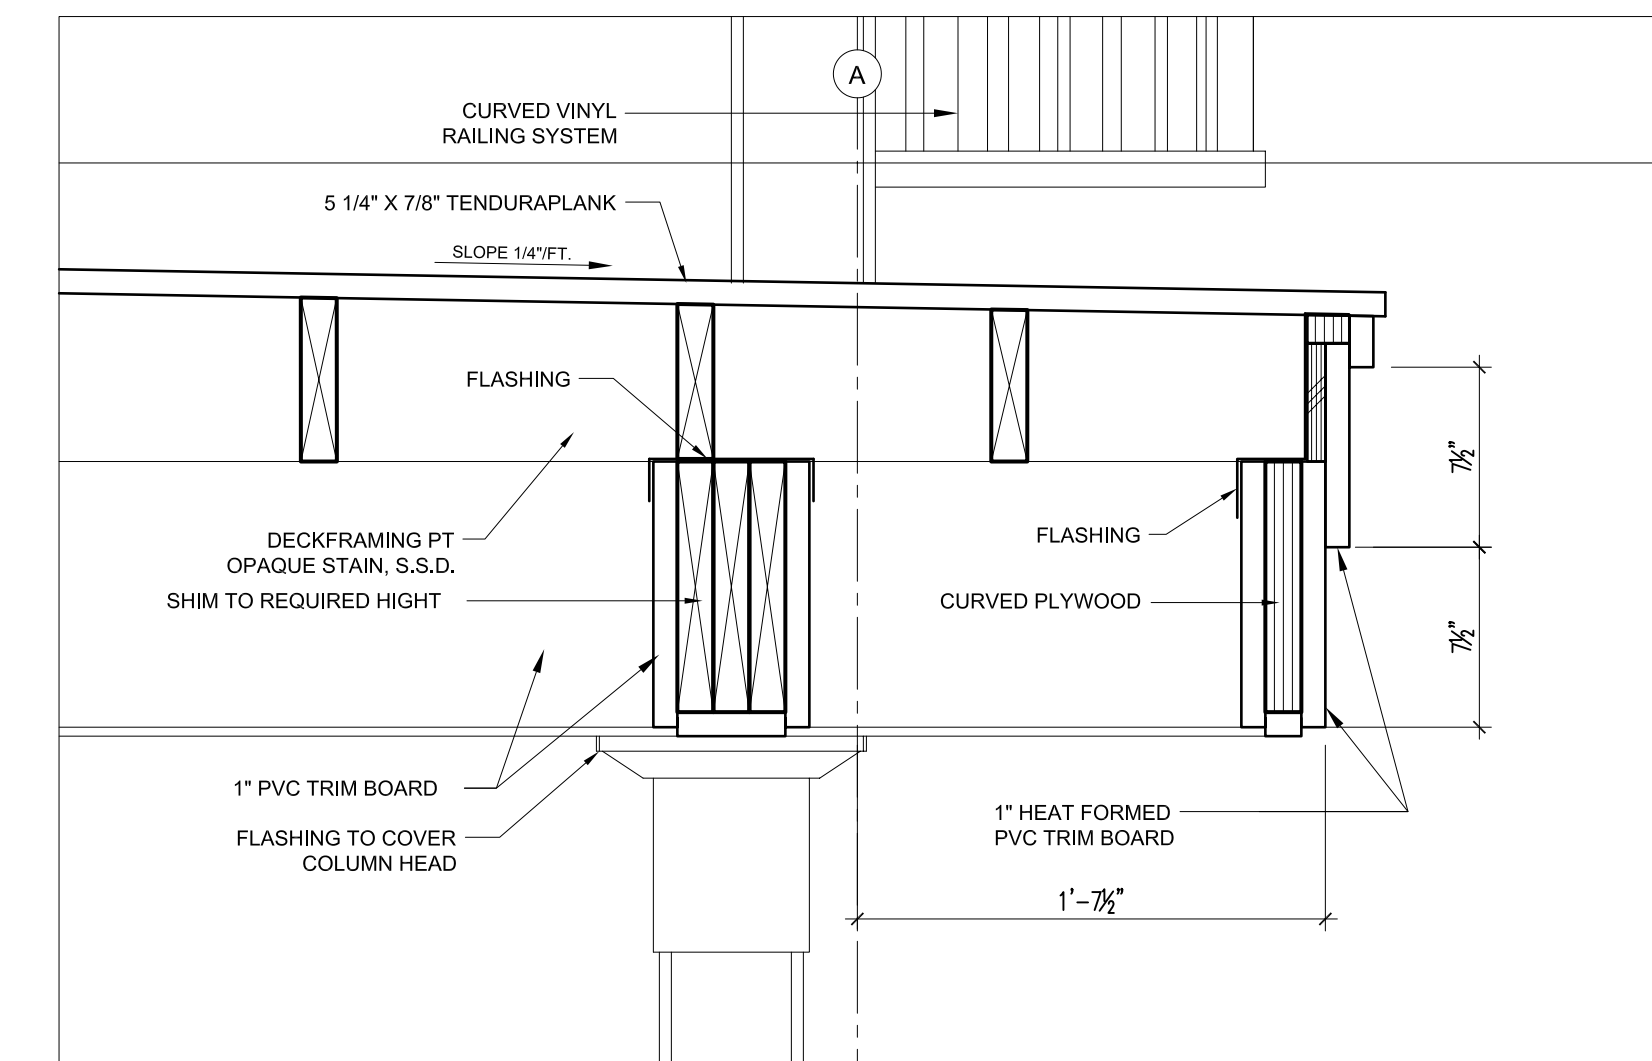 A
CURVED VINYL
RAILING SYSTEM
5 1/4" X 7/8" TENDURAPLANK
SLOPE 1/4"/FT.
FLASHING
7½"
DECKFRAMING PT
OPAQUE STAIN, S.S.D.
FLASHING
SHIM TO REQUIRED HIGHT
CURVED PLYWOOD
7½"
1" PVC TRIM BOARD
1" HEAT FORMED
PVC TRIM BOARD
FLASHING TO COVER
COLUMN HEAD
1'-7½"